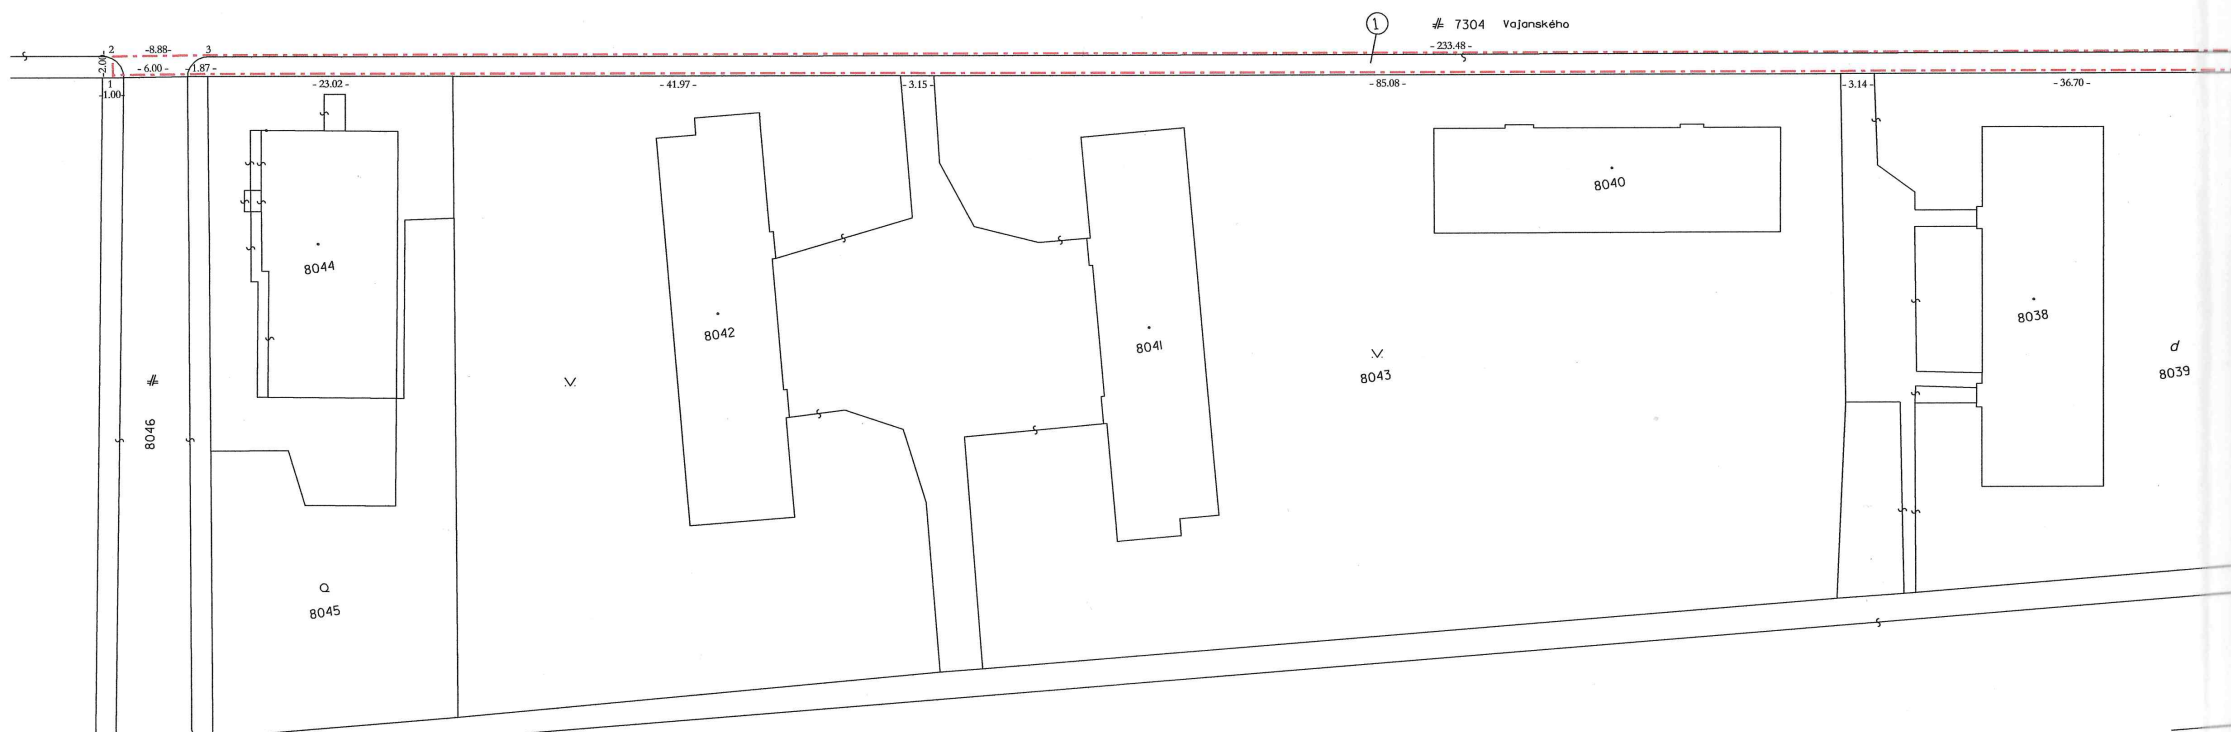 1 7304 Vajanského
- 233.48 -
2 -8.88- 3
-2.00-
- 6.00 - -1.87-
1
-1.00-
- 23.02 -
- 41.97 -
- 3.15 -
- 85.08 -
- 3.14 -
- 36.70 -
8040
8044
8038
8042
8041
8043
d
8039
8046
8045